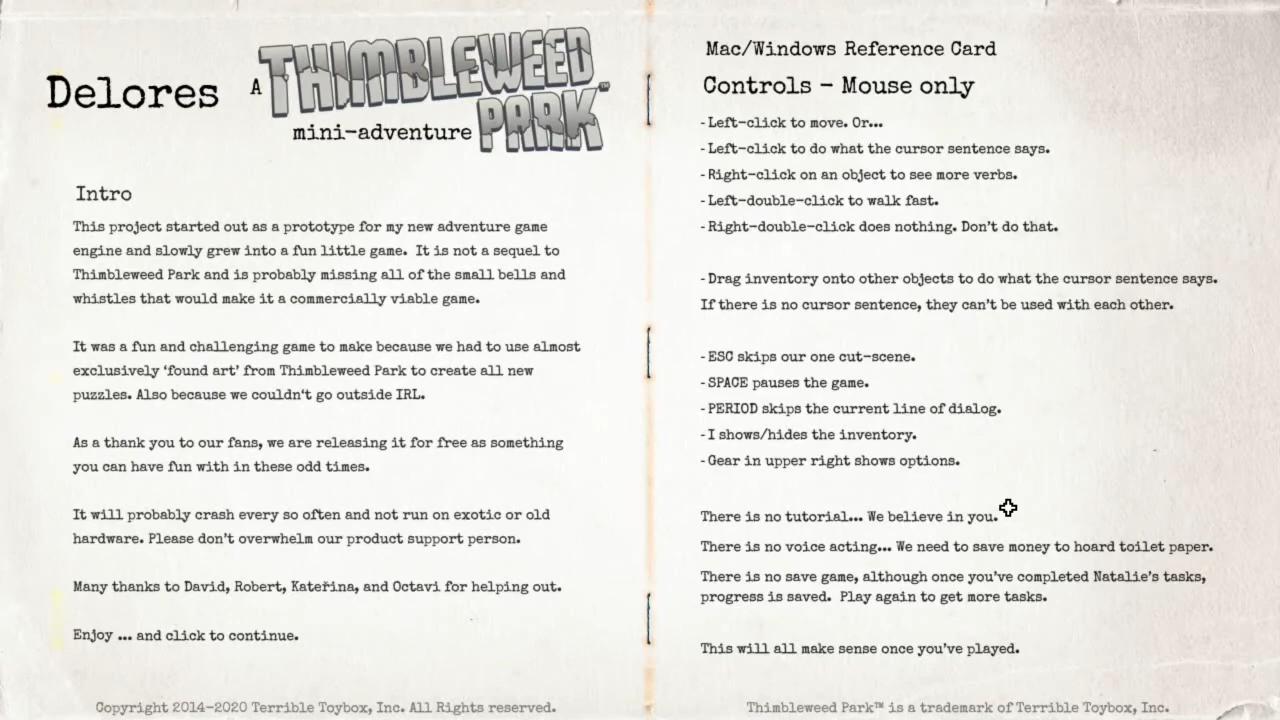 Delores
A
THIMBLEWEED PARK™
mini-adventure
Intro
This project started out as a prototype for my new adventure game
engine and slowly grew into a fun little game.  It is not a sequel to
Thimbleweed Park and is probably missing all of the small bells and
whistles that would make it a commercially viable game.
It was a fun and challenging game to make because we had to use almost
exclusively ‘found art’ from Thimbleweed Park to create all new
puzzles. Also because we couldn't go outside IRL.
As a thank you to our fans, we are releasing it for free as something
you can have fun with in these odd times.
It will probably crash every so often and not run on exotic or old
hardware. Please don’t overwhelm our product support person.
Many thanks to David, Robert, Kateřina, and Octavi for helping out.
Enjoy ... and click to continue.
Copyright 2014-2020 Terrible Toybox, Inc. All Rights reserved.
Mac/Windows Reference Card
Controls - Mouse only
- Left-click to move. Or...
- Left-click to do what the cursor sentence says.
- Right-click on an object to see more verbs.
- Left-double-click to walk fast.
- Right-double-click does nothing. Don’t do that.
- Drag inventory onto other objects to do what the cursor sentence says.
If there is no cursor sentence, they can’t be used with each other.
- ESC skips our one cut-scene.
- SPACE pauses the game.
- PERIOD skips the current line of dialog.
- I shows/hides the inventory.
- Gear in upper right shows options.
There is no tutorial... We believe in you.
There is no voice acting... We need to save money to hoard toilet paper.
There is no save game, although once you’ve completed Natalie’s tasks,
progress is saved.  Play again to get more tasks.
This will all make sense once you’ve played.
Thimbleweed Park™ is a trademark of Terrible Toybox, Inc.